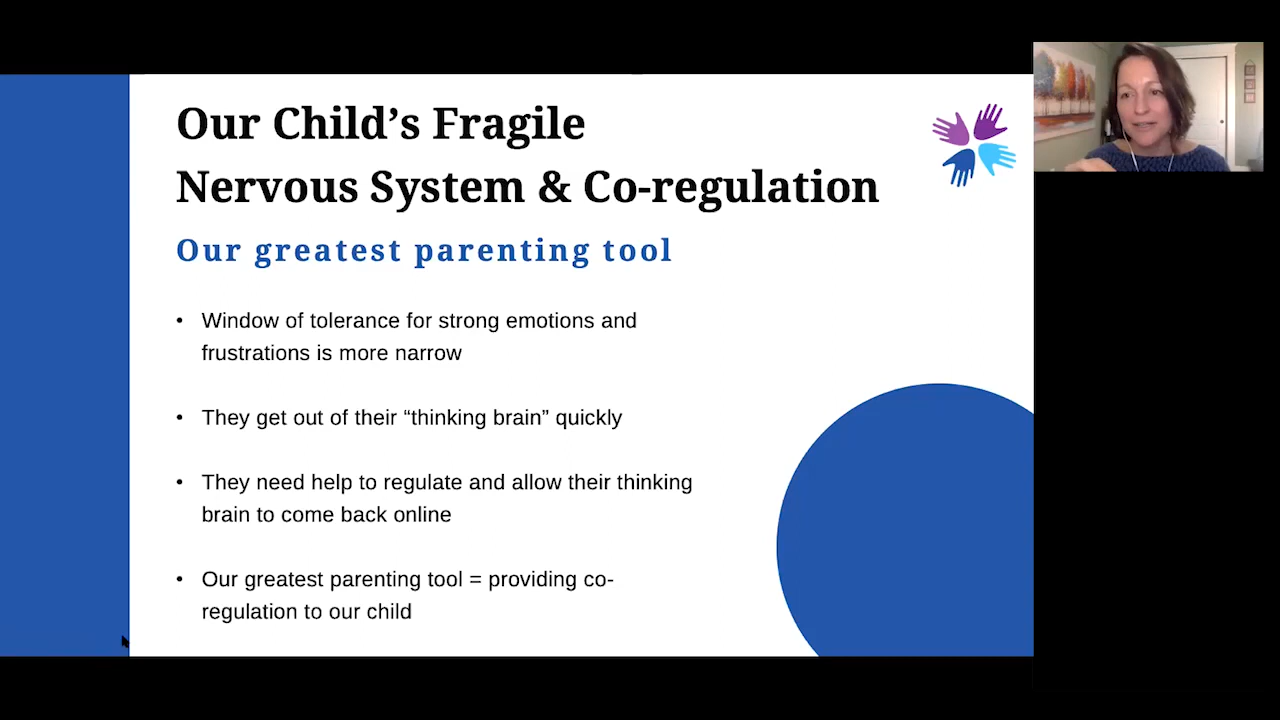 Our Child’s Fragile
Nervous System & Co-regulation
Our greatest parenting tool
• Window of tolerance for strong emotions and
frustrations is more narrow
• They get out of their “thinking brain” quickly
• They need help to regulate and allow their thinking
brain to come back online
• Our greatest parenting tool = providing co-
regulation to our child